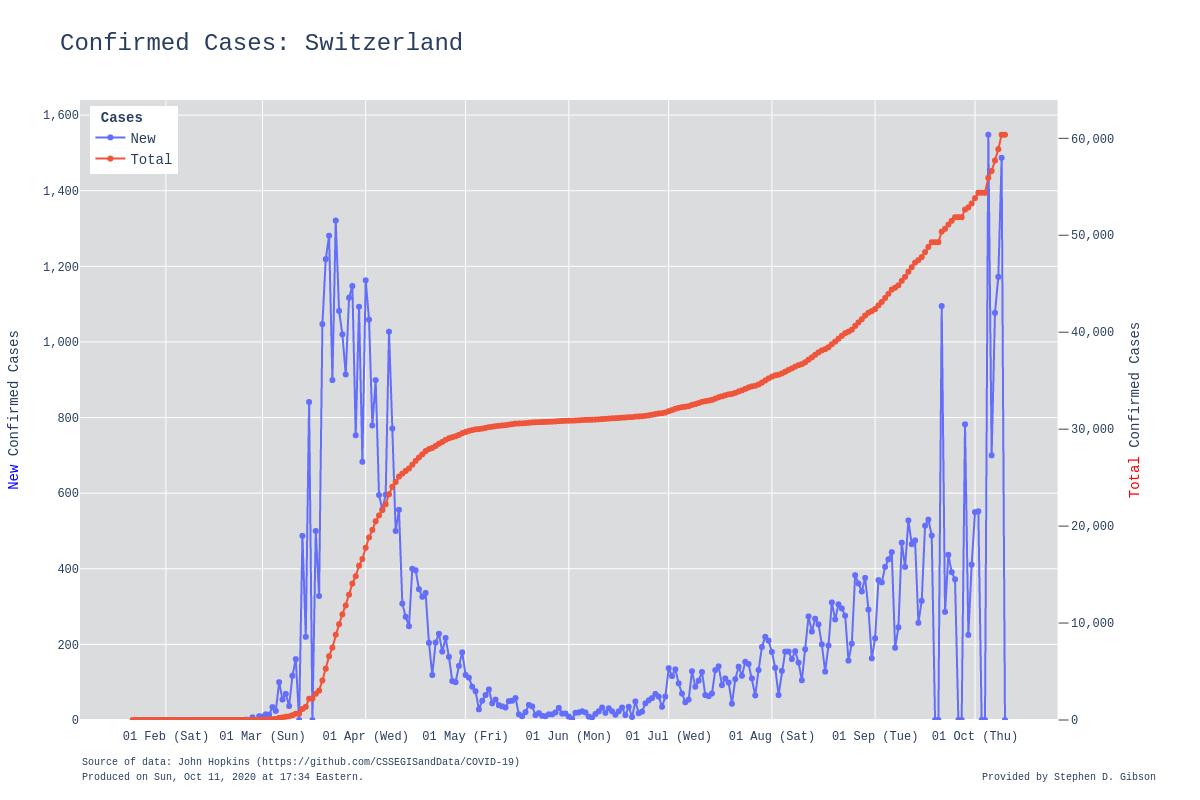 Confirmed Cases: Switzerland
Cases
New
Total
1,600
1,400
1,200
1,000
800
600
400
200
0
60,000
50,000
40,000
30,000
20,000
10,000
0
New Confirmed Cases
Total Confirmed Cases
01 Feb (Sat) 01 Mar (Sun) 01 Apr (Wed) 01 May (Fri) 01 Jun (Mon) 01 Jul (Wed) 01 Aug (Sat) 01 Sep (Tue) 01 Oct (Thu)
Source of data: John Hopkins (https://github.com/CSSEGISandData/COVID-19)
Produced on Sun, Oct 11, 2020 at 17:34 Eastern.
Provided by Stephen D. Gibson